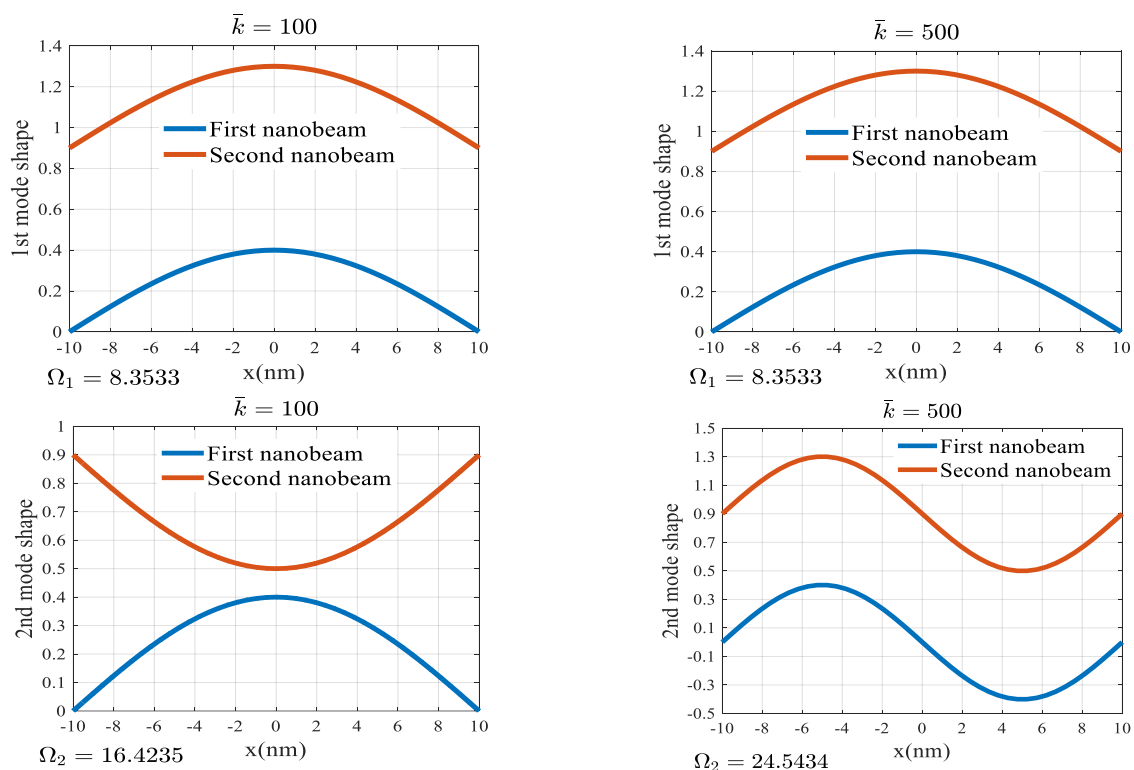 k̄ = 100
1st mode shape
1.4
1.2
1
0.8
0.6
0.4
0.2
0
First nanobeam
Second nanobeam
-10 -8 -6 -4 -2 0 2 4 6 8 10
x(nm)
Ω₁ = 8.3533
k̄ = 500
1st mode shape
1.4
1.2
1
0.8
0.6
0.4
0.2
0
First nanobeam
Second nanobeam
-10 -8 -6 -4 -2 0 2 4 6 8 10
x(nm)
Ω₁ = 8.3533
k̄ = 100
2nd mode shape
1
0.9
0.8
0.7
0.6
0.5
0.4
0.3
0.2
0.1
0
First nanobeam
Second nanobeam
-10 -8 -6 -4 -2 0 2 4 6 8 10
x(nm)
Ω₂ = 16.4235
k̄ = 500
2nd mode shape
1.5
1.3
1.1
0.9
0.7
0.5
0.3
0.1
-0.1
-0.3
-0.5
First nanobeam
Second nanobeam
-10 -8 -6 -4 -2 0 2 4 6 8 10
x(nm)
Ω₂ = 24.5434